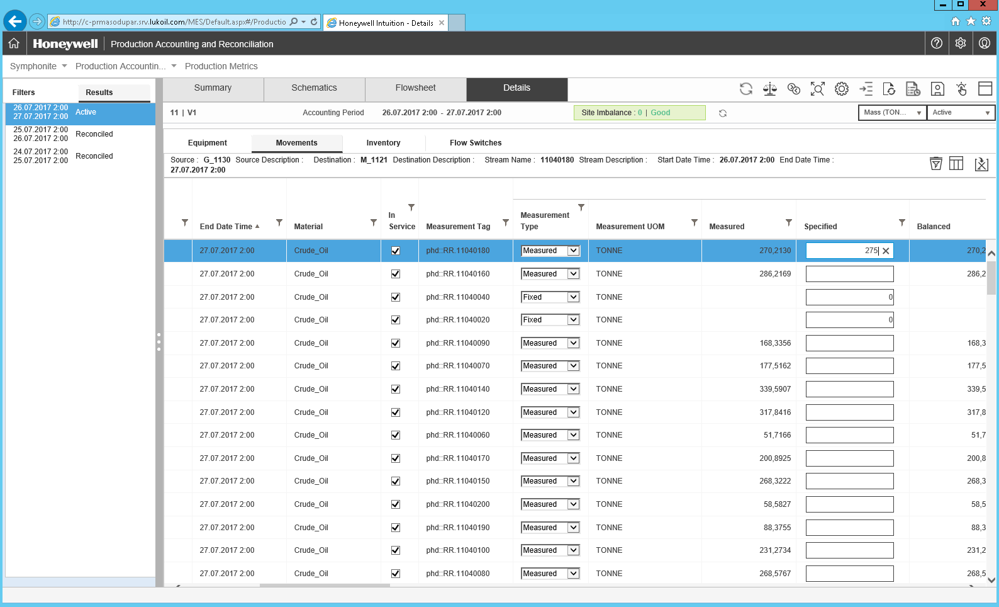 http://c-prmasodupar.srv.lukoil.com/MES/Default.aspx#/Productio
Honeywell Intuition - Details
Honeywell
Production Accounting and Reconciliation
Symphonite
Production Accountin...
Production Metrics
Filters
Results
26.07.2017 2:00
27.07.2017 2:00
Active
25.07.2017 2:00
26.07.2017 2:00
Reconciled
24.07.2017 2:00
25.07.2017 2:00
Reconciled
Summary
Schematics
Flowsheet
Details
11 | V1
Accounting Period
26.07.2017 2:00 - 27.07.2017 2:00
Site Imbalance : 0 | Good
Mass (TON...
Active
Equipment
Movements
Inventory
Flow Switches
Source : G_1130 Source Description : Destination : M_1121 Destination Description : Stream Name : 11040180 Stream Description : Start Date Time : 26.07.2017 2:00 End Date Time :
27.07.2017 2:00
End Date Time
Material
In
Service
Measurement Tag
Measurement
Type
Measurement UOM
Measured
Specified
Balanced
27.07.2017 2:00 Crude_Oil phd::RR.11040180 Measured TONNE 270,2130 275 270,2
27.07.2017 2:00 Crude_Oil phd::RR.11040160 Measured TONNE 286,2169 286,2
27.07.2017 2:00 Crude_Oil phd::RR.11040040 Fixed TONNE 0
27.07.2017 2:00 Crude_Oil phd::RR.11040020 Fixed TONNE 0
27.07.2017 2:00 Crude_Oil phd::RR.11040090 Measured TONNE 168,3356 168,3
27.07.2017 2:00 Crude_Oil phd::RR.11040070 Measured TONNE 177,5162 177,5
27.07.2017 2:00 Crude_Oil phd::RR.11040140 Measured TONNE 339,5907 339,5
27.07.2017 2:00 Crude_Oil phd::RR.11040120 Measured TONNE 317,8416 317,8
27.07.2017 2:00 Crude_Oil phd::RR.11040060 Measured TONNE 51,7166 51,7
27.07.2017 2:00 Crude_Oil phd::RR.11040170 Measured TONNE 200,8925 200,8
27.07.2017 2:00 Crude_Oil phd::RR.11040150 Measured TONNE 268,3222 268,3
27.07.2017 2:00 Crude_Oil phd::RR.11040200 Measured TONNE 58,5827 58,5
27.07.2017 2:00 Crude_Oil phd::RR.11040190 Measured TONNE 88,3755 88,3
27.07.2017 2:00 Crude_Oil phd::RR.11040100 Measured TONNE 231,2734 231,2
27.07.2017 2:00 Crude_Oil phd::RR.11040080 Measured TONNE 268,5767 268,5